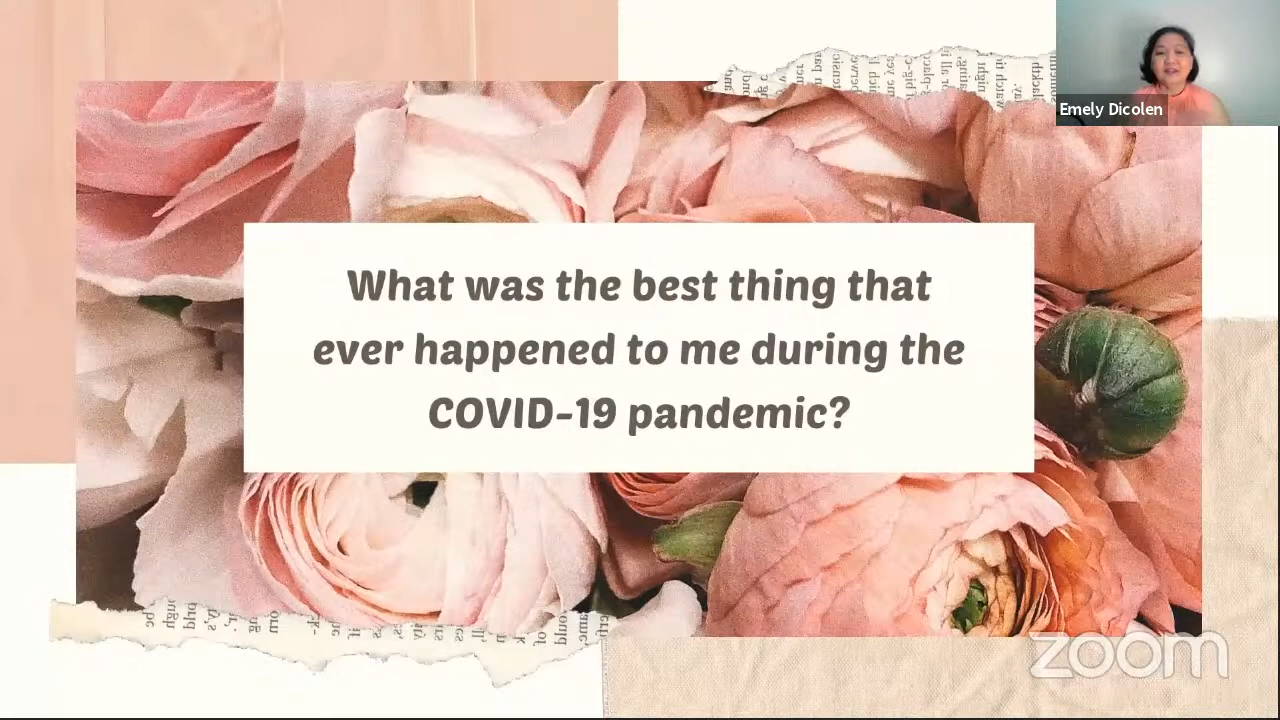 Emely Dicolen
What was the best thing that
ever happened to me during the
COVID-19 pandemic?
zoom